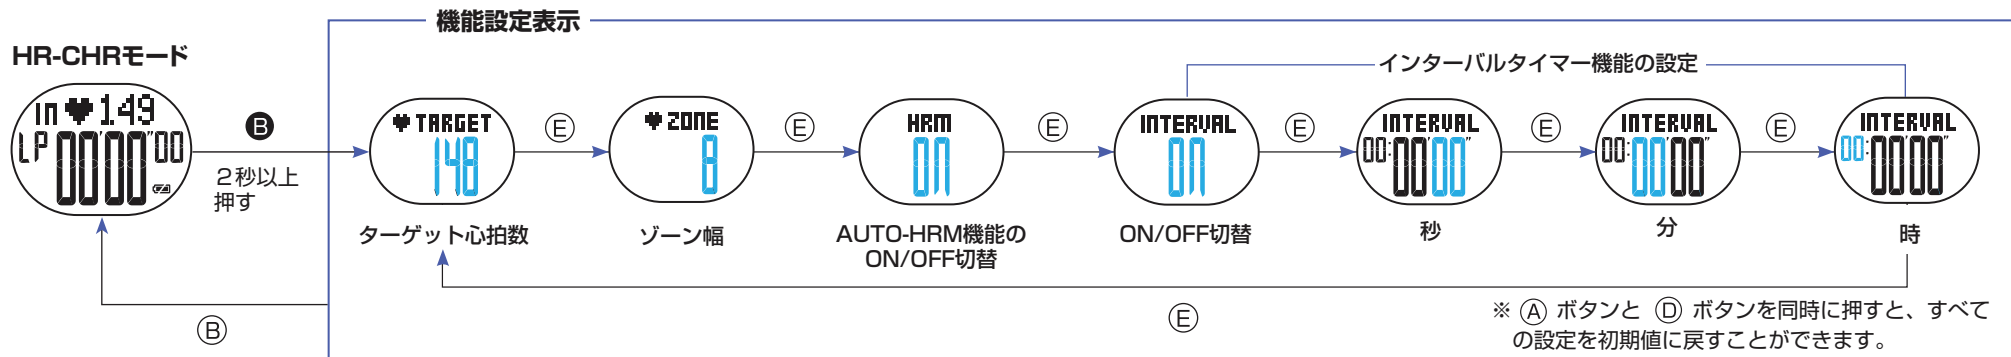 機能設定表示
HR-CHRモード
IN ♥ 149
LP 00'00"00
B
2秒以上
押す
♥ TARGET
148
ターゲット心拍数
E
♥ ZONE
8
ゾーン幅
E
HRM
ON
AUTO-HRM機能の
ON/OFF切替
E
インターバルタイマー機能の設定
INTERVAL
ON
ON/OFF切替
E
INTERVAL
00:00'00"
秒
E
INTERVAL
00:00'00"
分
E
INTERVAL
00:00'00"
時
E
B
※ A ボタンと D ボタンを同時に押すと、すべて
の設定を初期値に戻すことができます。